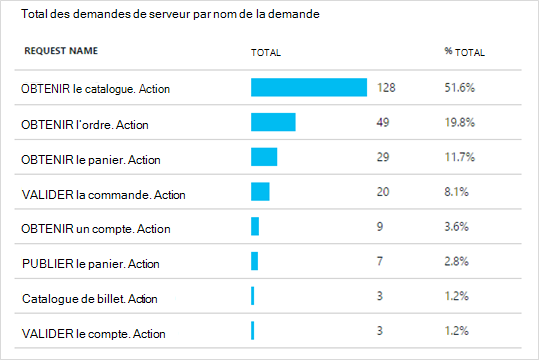 Total des demandes de serveur par nom de la demande
REQUEST NAME TOTAL % TOTAL
OBTENIR le catalogue. Action 128 51.6%
OBTENIR l'ordre. Action 49 19.8%
OBTENIR le panier. Action 29 11.7%
VALIDER la commande. Action 20 8.1%
OBTENIR un compte. Action 9 3.6%
PUBLIER le panier. Action 7 2.8%
Catalogue de billet. Action 3 1.2%
VALIDER le compte. Action 3 1.2%